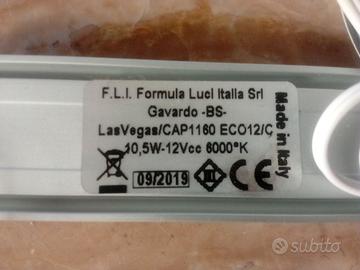 F.L.I. Formula Luci Italia Srl
Gavardo -BS-
LasVegas/CAP1160 ECO12/C
10,5W-12Vcc 6000°K
09/2019
Made in Italy
subito